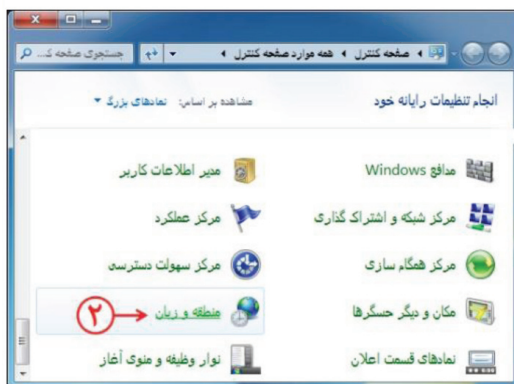 صفحه کنترل ◂ همه موارد صفحه کنترل ◂ جستجوی صفحه کـ...
انجام تنظیمات رایانه خود مشاهده بر اساس: نمادهای بزرگ
مدافع Windows مدیر اطلاعات کاربر
مرکز شبکه و اشتراک گذاری مرکز عملکرد
مرکز همگام سازی مرکز سهولت دسترسی
مکان و دیگر حسگرها منطقه و زبان ۲
نمادهای قسمت اعلان نوار وظیفه و منوی آغاز